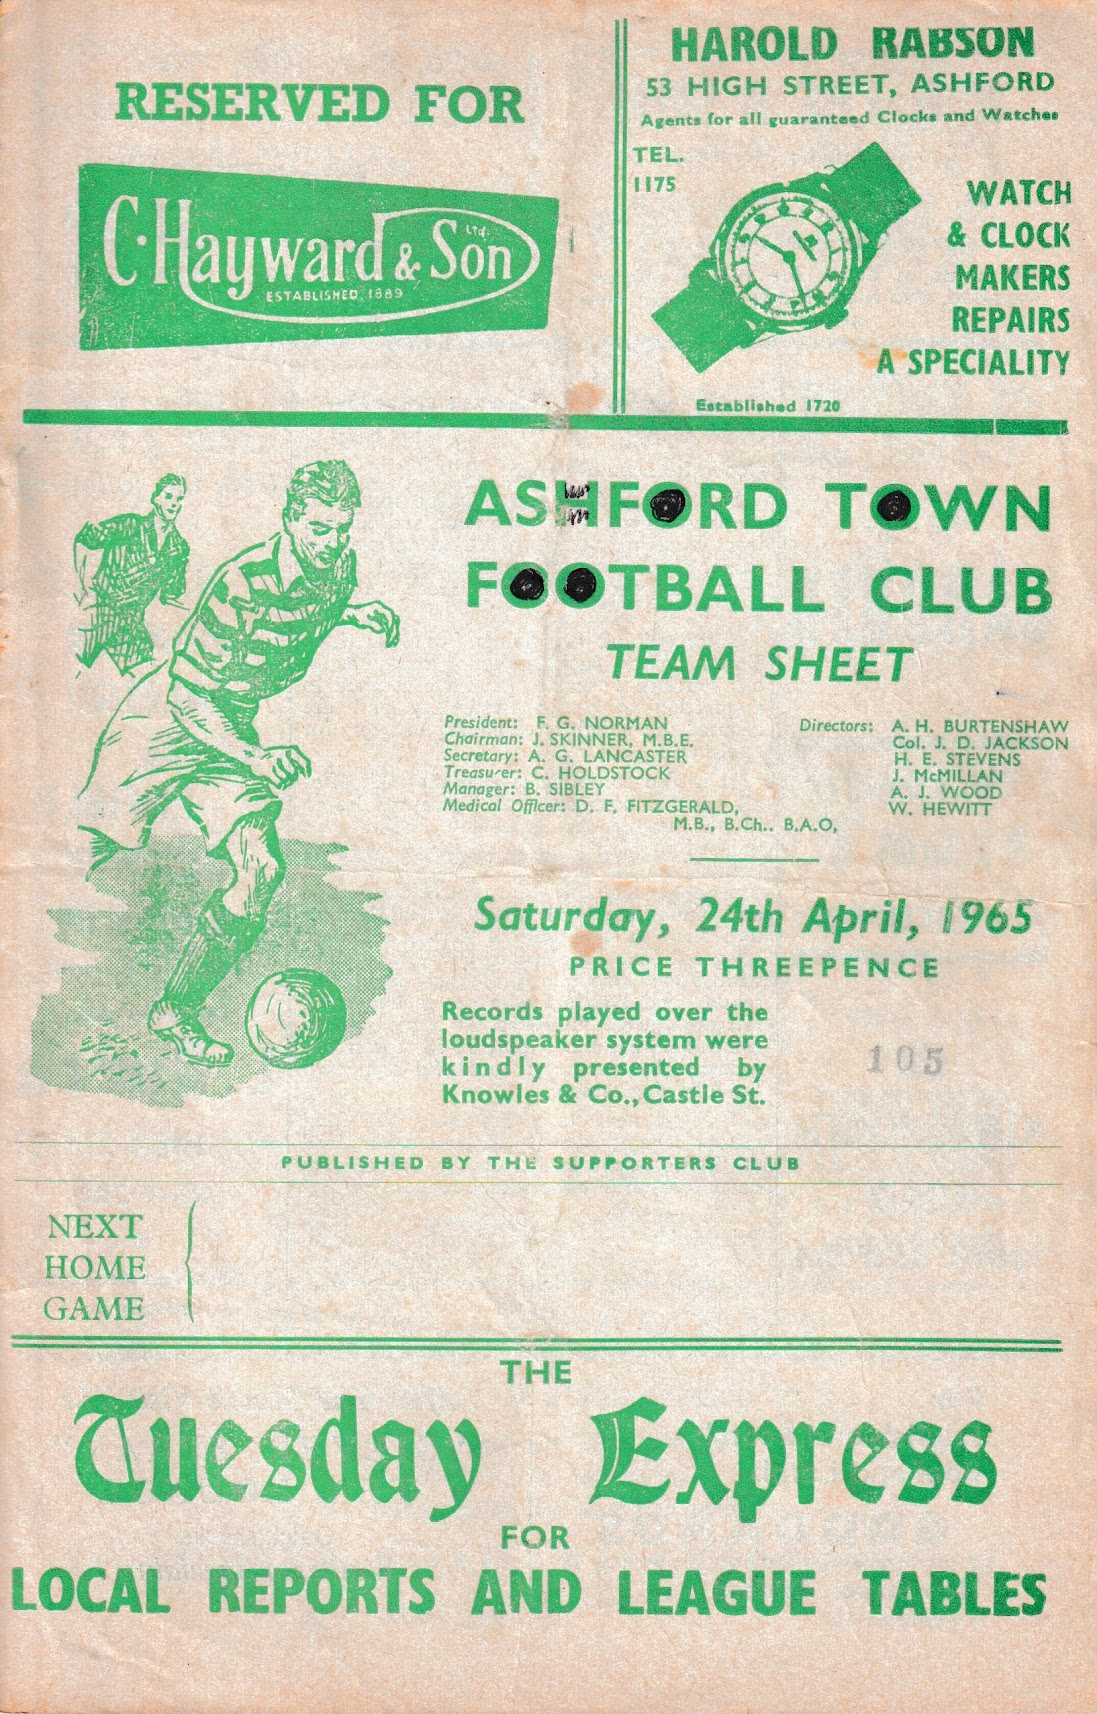 RESERVED FOR
C. Hayward & Son Ltd.
ESTABLISHED. 1889
HAROLD RABSON
53 HIGH STREET, ASHFORD
Agents for all guaranteed Clocks and Watches
TEL.
1175
WATCH
& CLOCK
MAKERS
REPAIRS
A SPECIALITY
Established 1720
ASHFORD TOWN
FOOTBALL CLUB
TEAM SHEET
President: F. G. NORMAN
Chairman: J. SKINNER, M.B.E.
Secretary: A. G. LANCASTER
Treasurer: C. HOLDSTOCK
Manager: B. SIBLEY
Medical Officer: D. F. FITZGERALD,
M.B., B.Ch.. B.A.O,
Directors: A. H. BURTENSHAW
Col. J. D. JACKSON
H. E. STEVENS
J. McMILLAN
A. J. WOOD
W. HEWITT
Saturday, 24th April, 1965
PRICE THREEPENCE
Records played over the
loudspeaker system were
kindly presented by
Knowles & Co., Castle St.
105
PUBLISHED BY THE SUPPORTERS CLUB
NEXT
HOME
GAME
THE
Tuesday Express
FOR
LOCAL REPORTS AND LEAGUE TABLES